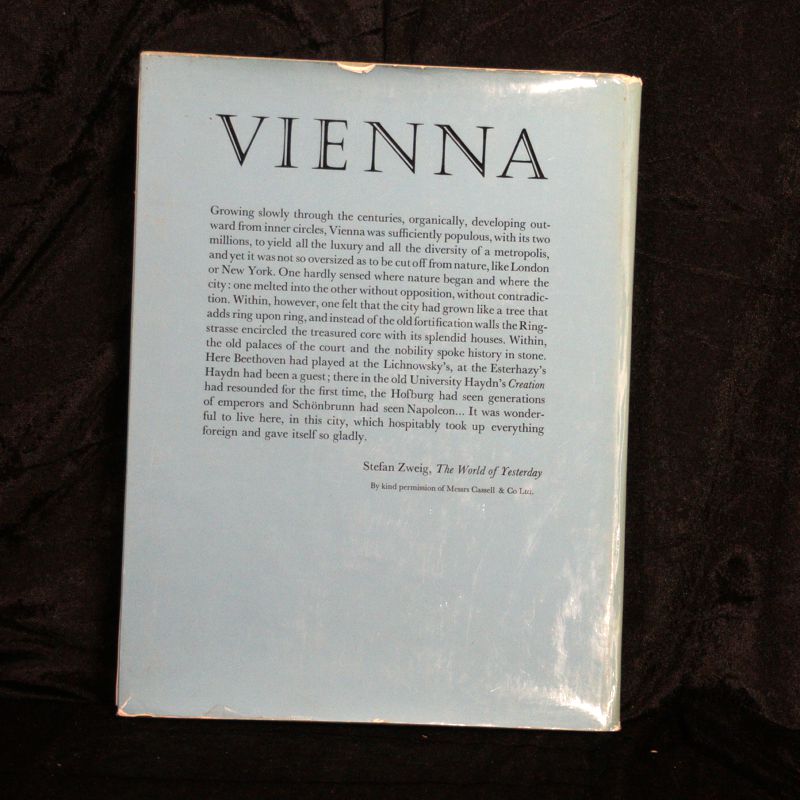 VIENNA
Growing slowly through the centuries, organically, developing out-
ward from inner circles, Vienna was sufficiently populous, with its two
millions, to yield all the luxury and all the diversity of a metropolis,
and yet it was not so oversized as to be cut off from nature, like London
or New York. One hardly sensed where nature began and where the
city: one melted into the other without opposition, without contradic-
tion. Within, however, one felt that the city had grown like a tree that
adds ring upon ring, and instead of the old fortification walls the Ring-
strasse encircled the treasured core with its splendid houses. Within,
the old palaces of the court and the nobility spoke history in stone.
Here Beethoven had played at the Lichnowsky's, at the Esterhazy's
Haydn had been a guest; there in the old University Haydn's Creation
had resounded for the first time, the Hofburg had seen generations
of emperors and Schönbrunn had seen Napoleon... It was wonder-
ful to live here, in this city, which hospitably took up everything
foreign and gave itself so gladly.
Stefan Zweig, The World of Yesterday
By kind permission of Messrs Cassell & Co Ltd.